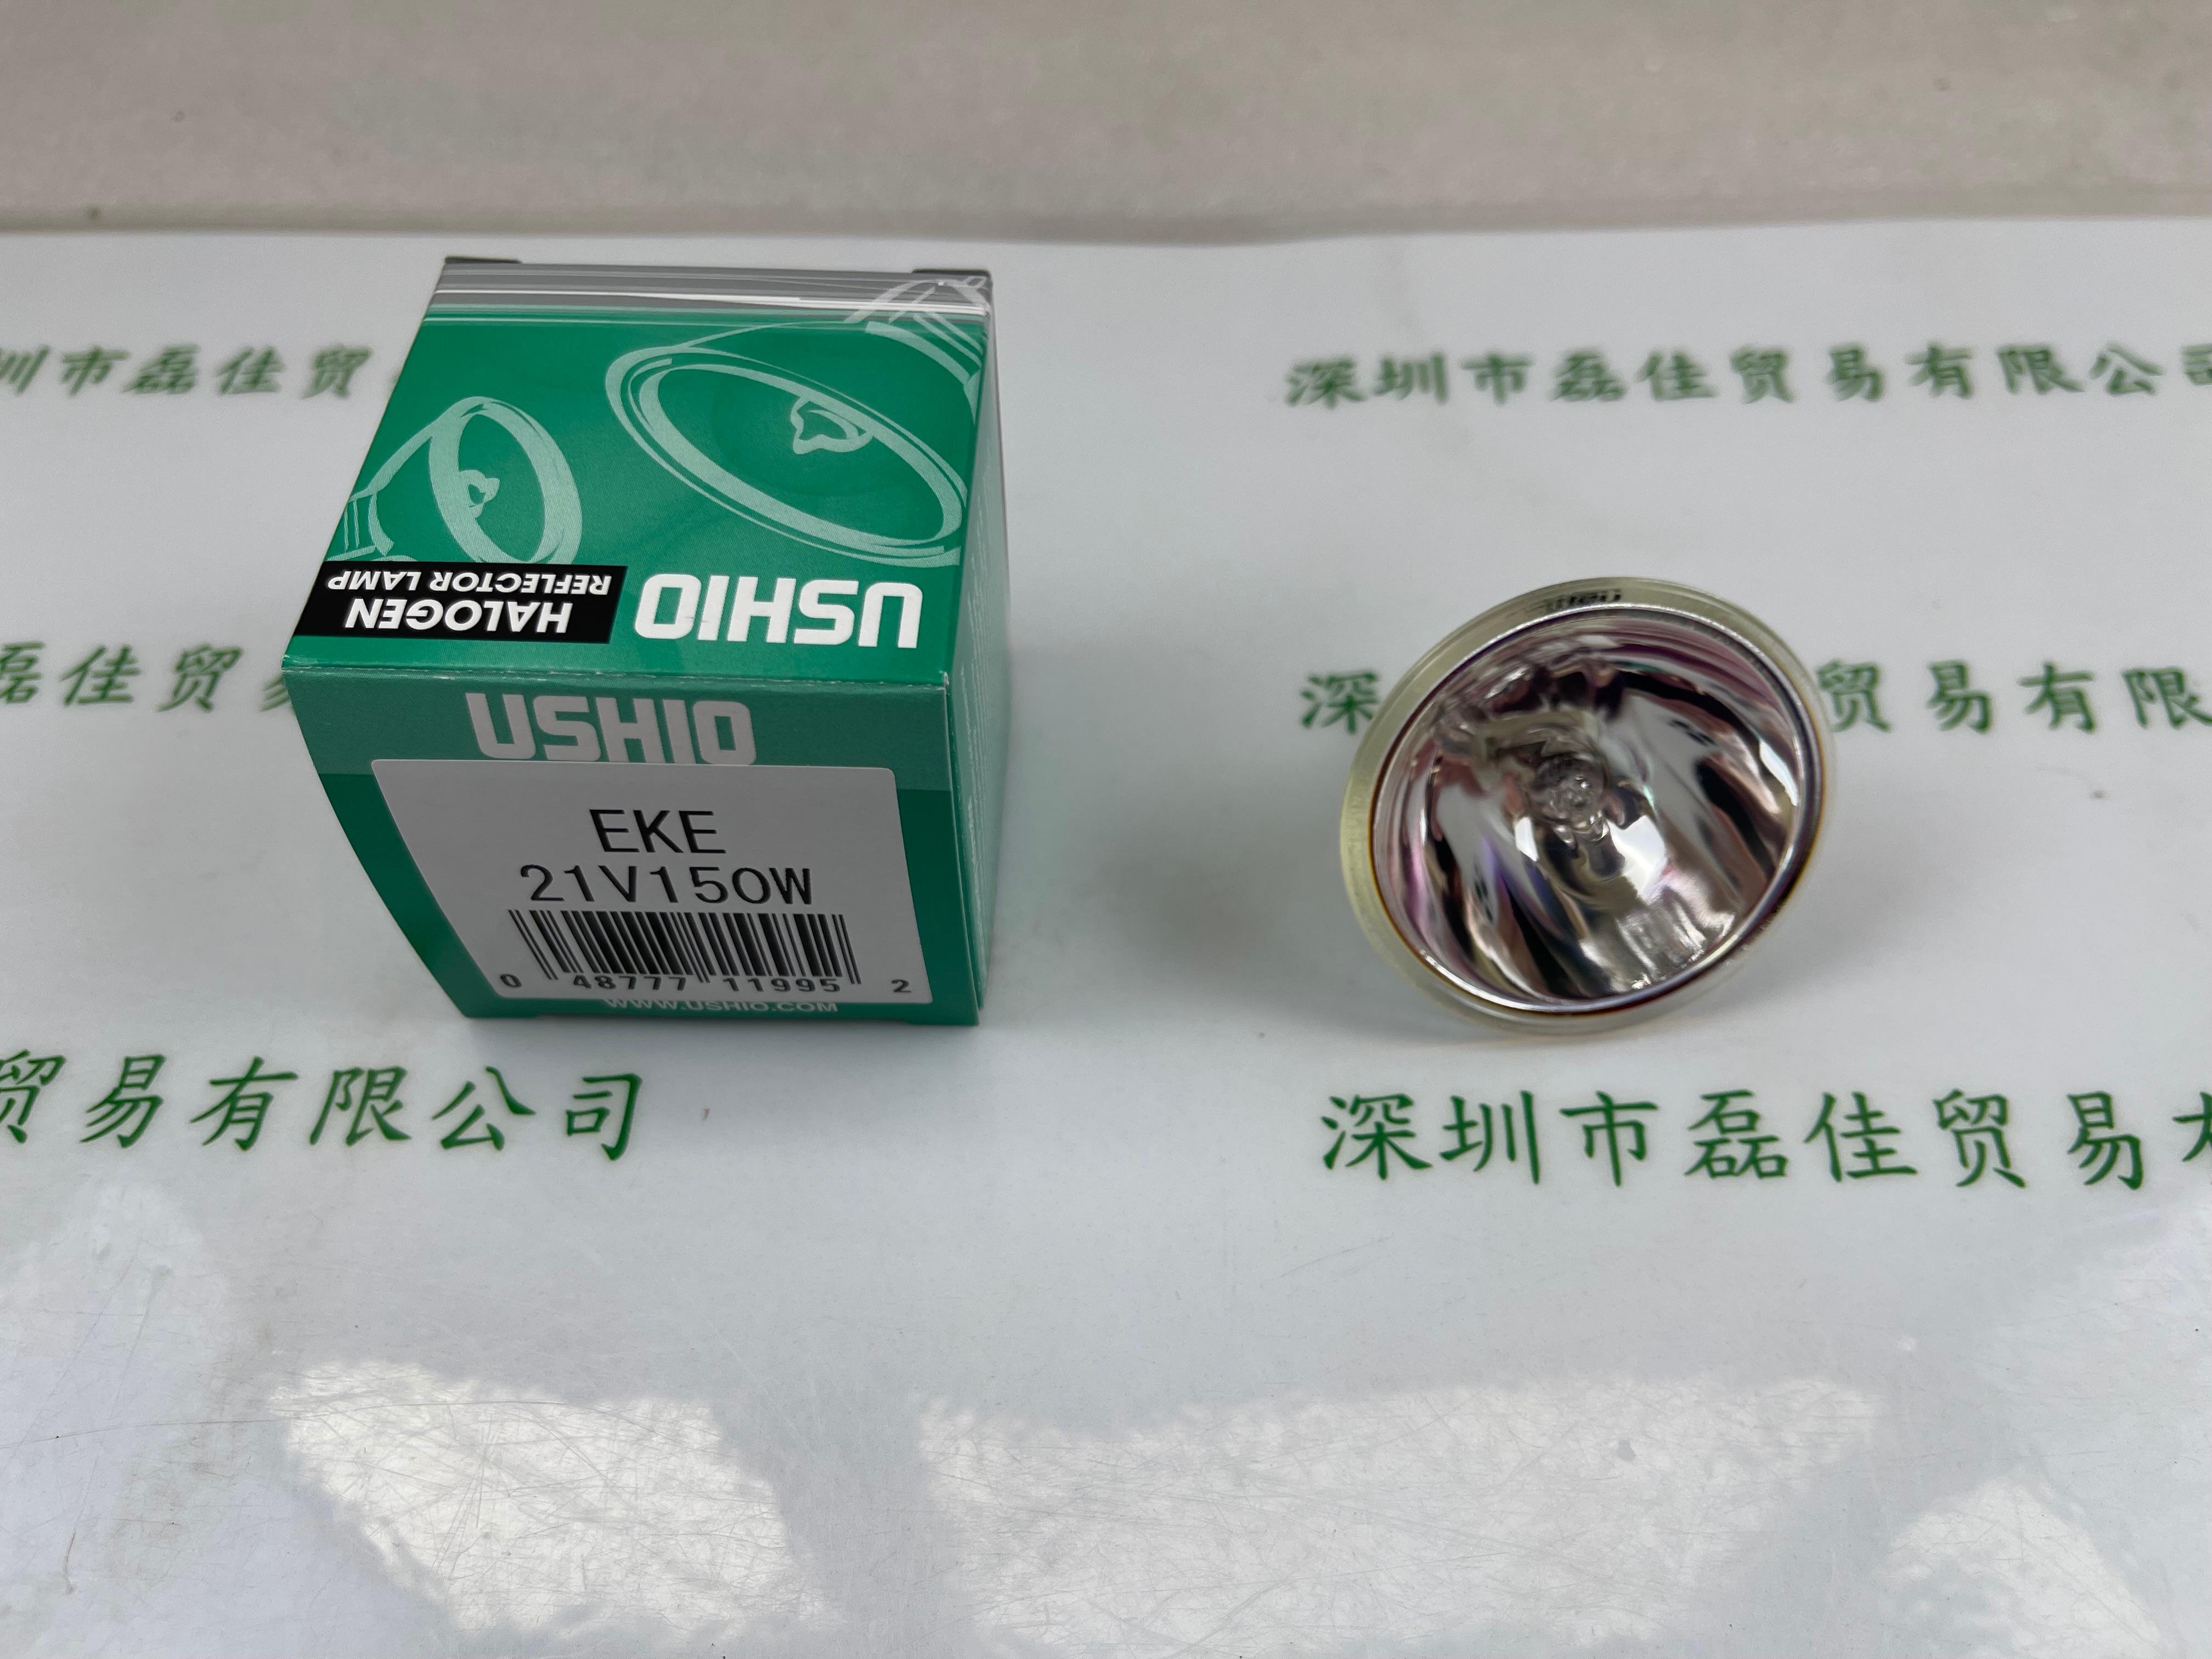 圳市磊佳贸
深圳市磊佳贸易有限公司
USHIO
HALOGEN
REFLECTOR LAMP
磊佳贸易
深
贸易有限
USHIO
EKE
21V150W
0 48777 11995 2
WWW.USHIO.COM
贸易有限公司
深圳市磊佳贸易有